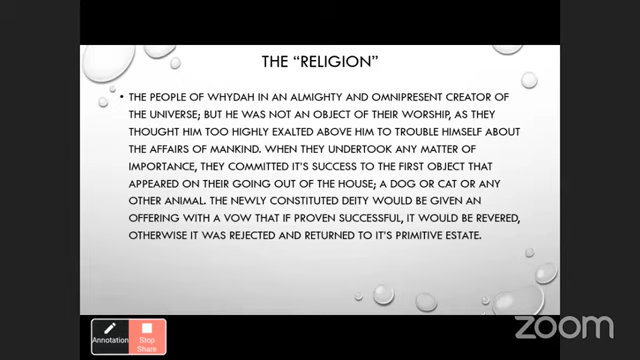 THE “RELIGION”
• THE PEOPLE OF WHYDAH IN AN ALMIGHTY AND OMNIPRESENT CREATOR OF
THE UNIVERSE; BUT HE WAS NOT AN OBJECT OF THEIR WORSHIP, AS THEY
THOUGHT HIM TOO HIGHLY EXALTED ABOVE HIM TO TROUBLE HIMSELF ABOUT
THE AFFAIRS OF MANKIND. WHEN THEY UNDERTOOK ANY MATTER OF
IMPORTANCE, THEY COMMITTED IT’S SUCCESS TO THE FIRST OBJECT THAT
APPEARED ON THEIR GOING OUT OF THE HOUSE; A DOG OR CAT OR ANY
OTHER ANIMAL. THE NEWLY CONSTITUTED DEITY WOULD BE GIVEN AN
OFFERING WITH A VOW THAT IF PROVEN SUCCESSFUL, IT WOULD BE REVERED,
OTHERWISE IT WAS REJECTED AND RETURNED TO IT’S PRIMITIVE ESTATE.
Annotation
Stop
Share
zoom